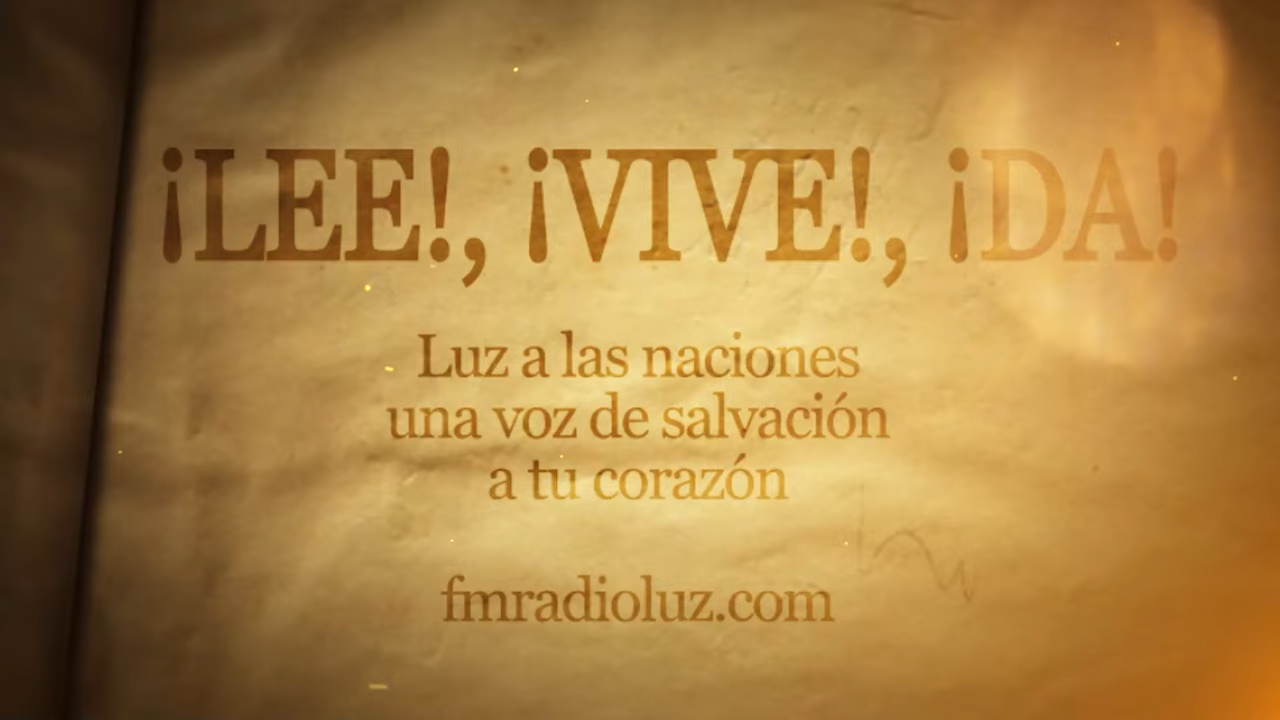 ¡LEE!, ¡VIVE!, ¡DA!
Luz a las naciones
una voz de salvación
a tu corazón
fmradioluz.com